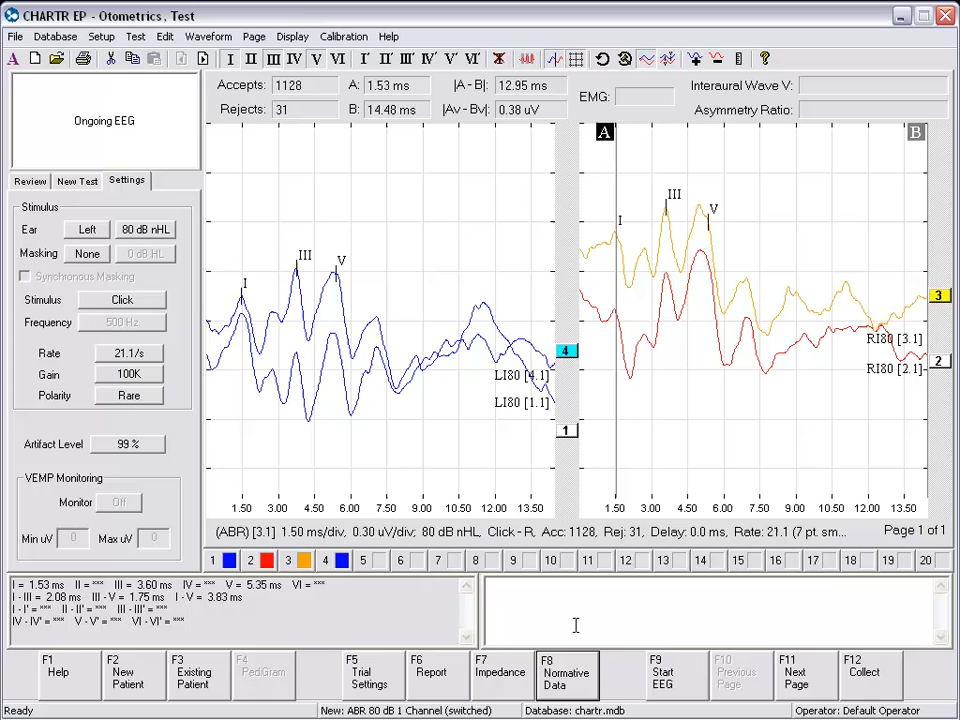 CHARTR EP - Otometrics, Test
File Database Setup Test Edit Waveform Page Display Calibration Help
A I II III IV V VI I' II' III' IV' V' VI' ?
Ongoing EEG
Accepts: 1128 A: 1.53 ms |A - B|: 12.95 ms EMG: Interaural Wave V:
Rejects: 31 B: 14.48 ms |Av - Bv|: 0.38 uV Asymmetry Ratio:
Review New Test Settings
Stimulus
Ear Left 80 dB nHL
Masking None 0 dB HL
Synchronous Masking
Stimulus Click
Frequency 500 Hz
Rate 21.1/s
Gain 100K
Polarity Rare
Artifact Level 99 %
VEMP Monitoring
Monitor Off
Min uV 0 Max uV 0
I III V
4
LI80 [4.1]
LI80 [1.1]
1
1.50 3.00 4.50 6.00 7.50 9.00 10.50 12.00 13.50
A B
I III V
3
RI80 [3.1]
2
RI80 [2.1]
1.50 3.00 4.50 6.00 7.50 9.00 10.50 12.00 13.50
(ABR) [3.1] 1.50 ms/div, 0.30 uV/div, 80 dB nHL, Click - R, Acc: 1128, Rej: 31, Delay: 0.0 ms, Rate: 21.1 (7 pt. sm... Page 1 of 1
1 2 3 4 5 6 7 8 9 10 11 12 13 14 15 16 17 18 19 20
I = 1.53 ms II = *** III = 3.60 ms IV = *** V = 5.35 ms VI = ***
I - III = 2.08 ms III - V = 1.75 ms I - V = 3.83 ms
I - I' = *** II - II' = *** III - III' = ***
IV - IV' = *** V - V' = *** VI - VI' = ***
F1 Help
F2 New Patient
F3 Existing Patient
F4 PediGram
F5 Trial Settings
F6 Report
F7 Impedance
F8 Normative Data
F9 Start EEG
F10 Previous Page
F11 Next Page
F12 Collect
Ready New: ABR 80 dB 1 Channel (switched) Database: chartr.mdb Operator: Default Operator